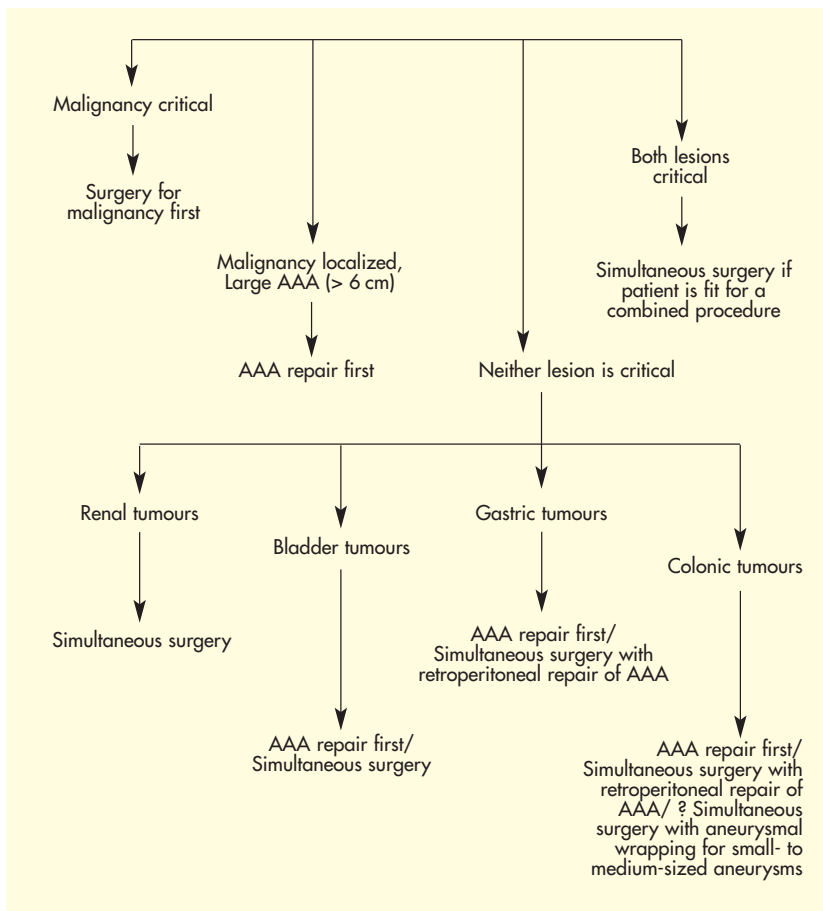 Malignancy critical
Surgery for
malignancy first
Malignancy localized,
Large AAA (> 6 cm)
AAA repair first
Neither lesion is critical
Both lesions
critical
Simultaneous surgery if
patient is fit for a
combined procedure
Renal tumours
Simultaneous surgery
Bladder tumours
AAA repair first/
Simultaneous surgery
Gastric tumours
AAA repair first/
Simultaneous surgery with
retroperitoneal repair of AAA
Colonic tumours
AAA repair first/
Simultaneous surgery with
retroperitoneal repair of
AAA/ ? Simultaneous
surgery with aneurysmal
wrapping for small- to
medium-sized aneurysms